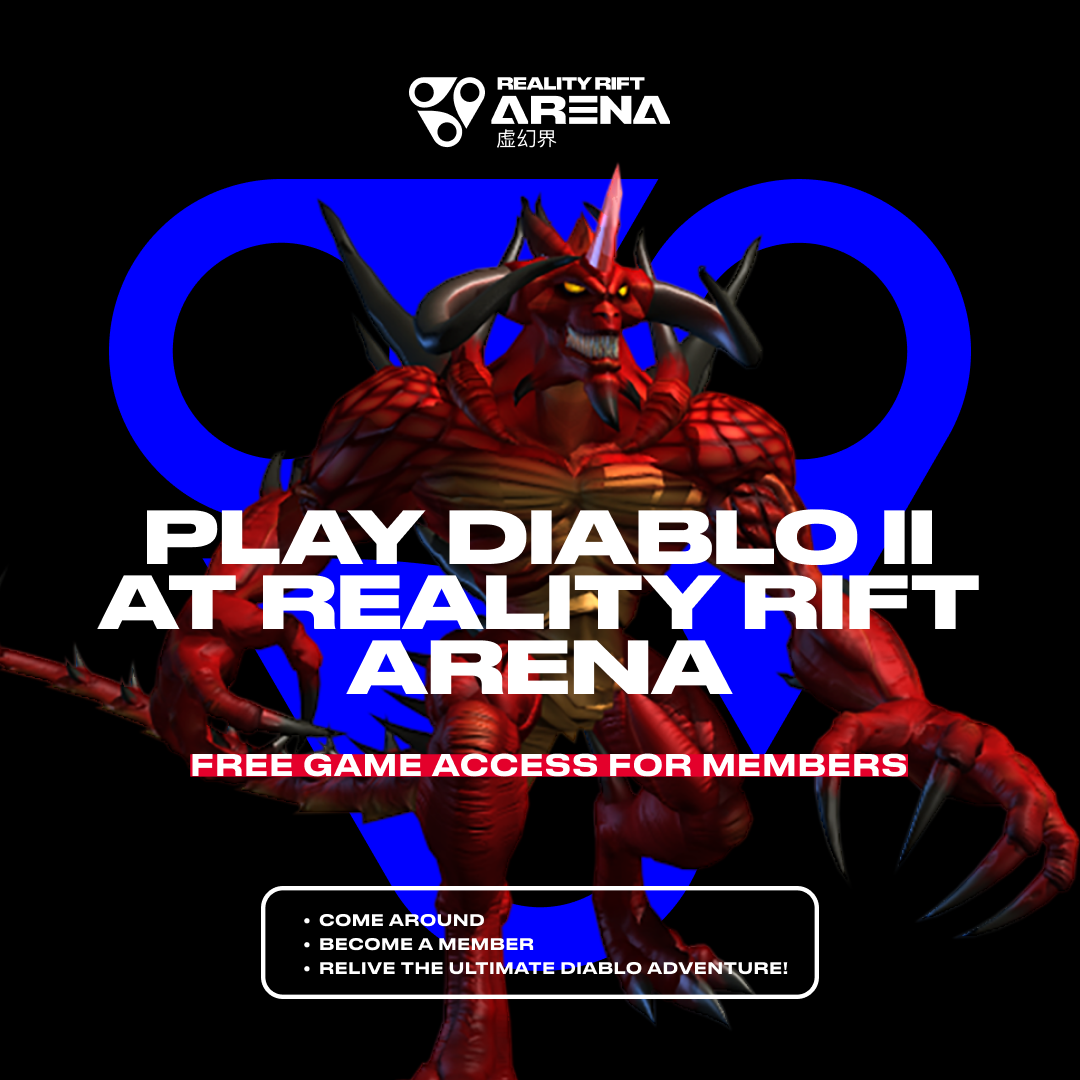 REALITY RIFT
ARENA
虚幻界
PLAY DIABLO II
AT REALITY RIFT
ARENA
FREE GAME ACCESS FOR MEMBERS
• COME AROUND
• BECOME A MEMBER
• RELIVE THE ULTIMATE DIABLO ADVENTURE!